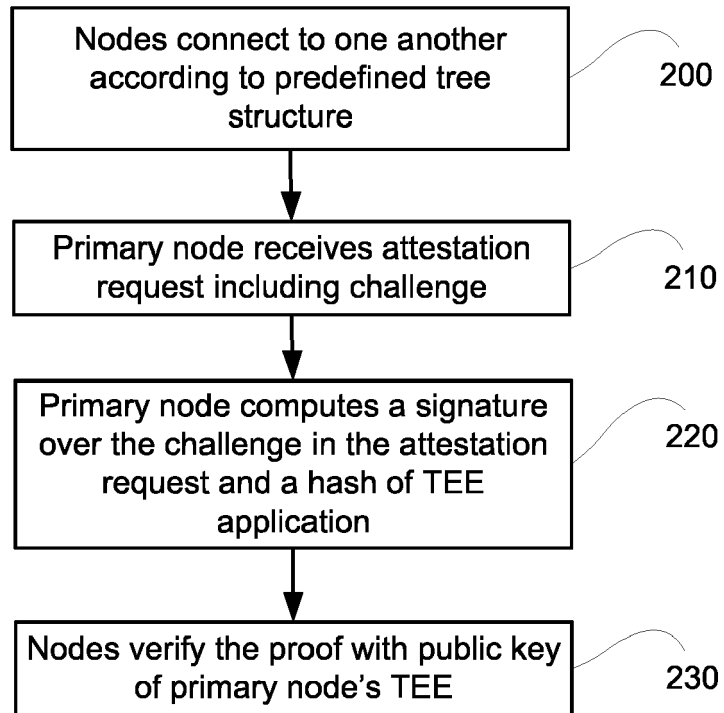 Nodes connect to one another
according to predefined tree
structure
200
Primary node receives attestation
request including challenge
210
Primary node computes a signature
over the challenge in the attestation
request and a hash of TEE
application
220
Nodes verify the proof with public key
of primary node's TEE
230